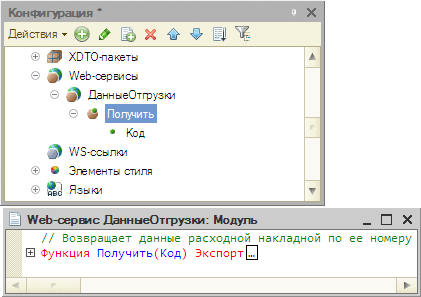 Конфигурация *
Действия
XDTO-пакеты
Web-сервисы
ДанныеОтгрузки
Получить
Код
WS-ссылки
Элементы стиля
ABC Языки
Web-сервис ДанныеОтгрузки: Модуль
// Возвращает данные расходной накладной по ее номеру
Функция Получить(Код) Экспорт...